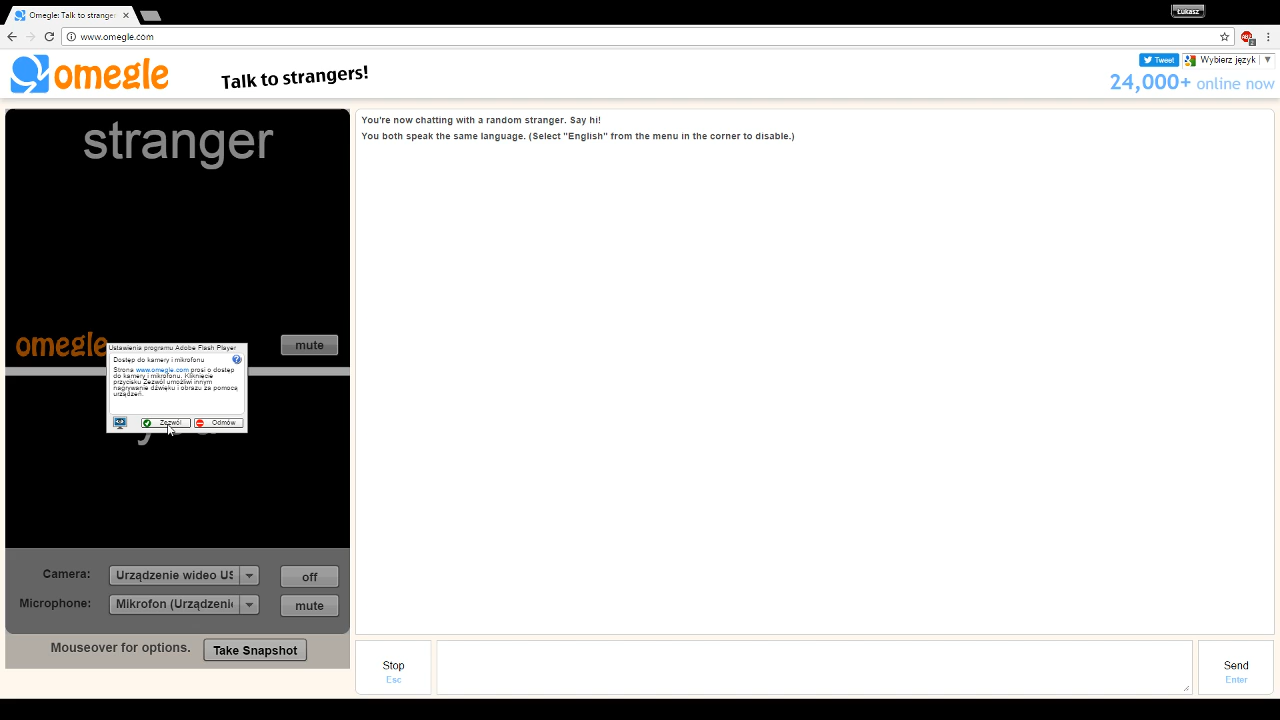 Omegle: Talk to stranger
Łukasz
www.omegle.com
omegle
Talk to strangers!
Tweet
Wybierz język
24,000+ online now
stranger
You're now chatting with a random stranger. Say hi!
You both speak the same language. (Select "English" from the menu in the corner to disable.)
omegle
mute
Ustawienia programu Adobe Flash Player
Dostęp do kamery i mikrofonu
Strona www.omegle.com prosi o dostęp
do kamery i mikrofonu. Kliknięcie
przycisku Zezwól umożliwi innym
nagrywanie dźwięku i obrazu za pomocą
urządzeń.
Zezwól
Odmów
Camera:
Urządzenie wideo US
off
Microphone:
Mikrofon (Urządzenie
mute
Mouseover for options.
Take Snapshot
Stop
Esc
Send
Enter